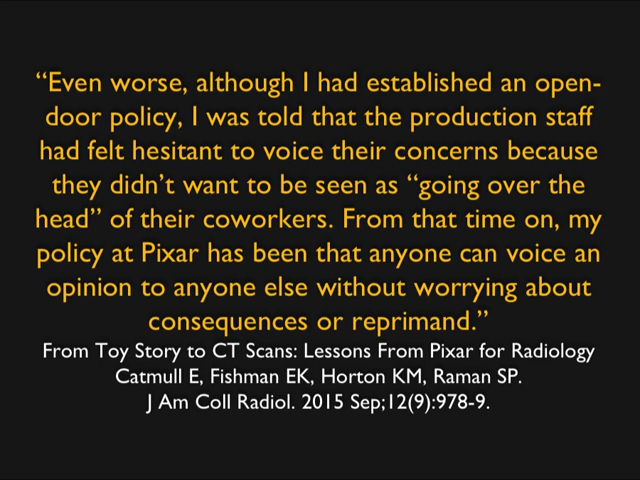 “Even worse, although I had established an open-
door policy, I was told that the production staff
had felt hesitant to voice their concerns because
they didn’t want to be seen as “going over the
head” of their coworkers. From that time on, my
policy at Pixar has been that anyone can voice an
opinion to anyone else without worrying about
consequences or reprimand.”
From Toy Story to CT Scans: Lessons From Pixar for Radiology
Catmull E, Fishman EK, Horton KM, Raman SP.
J Am Coll Radiol. 2015 Sep;12(9):978-9.